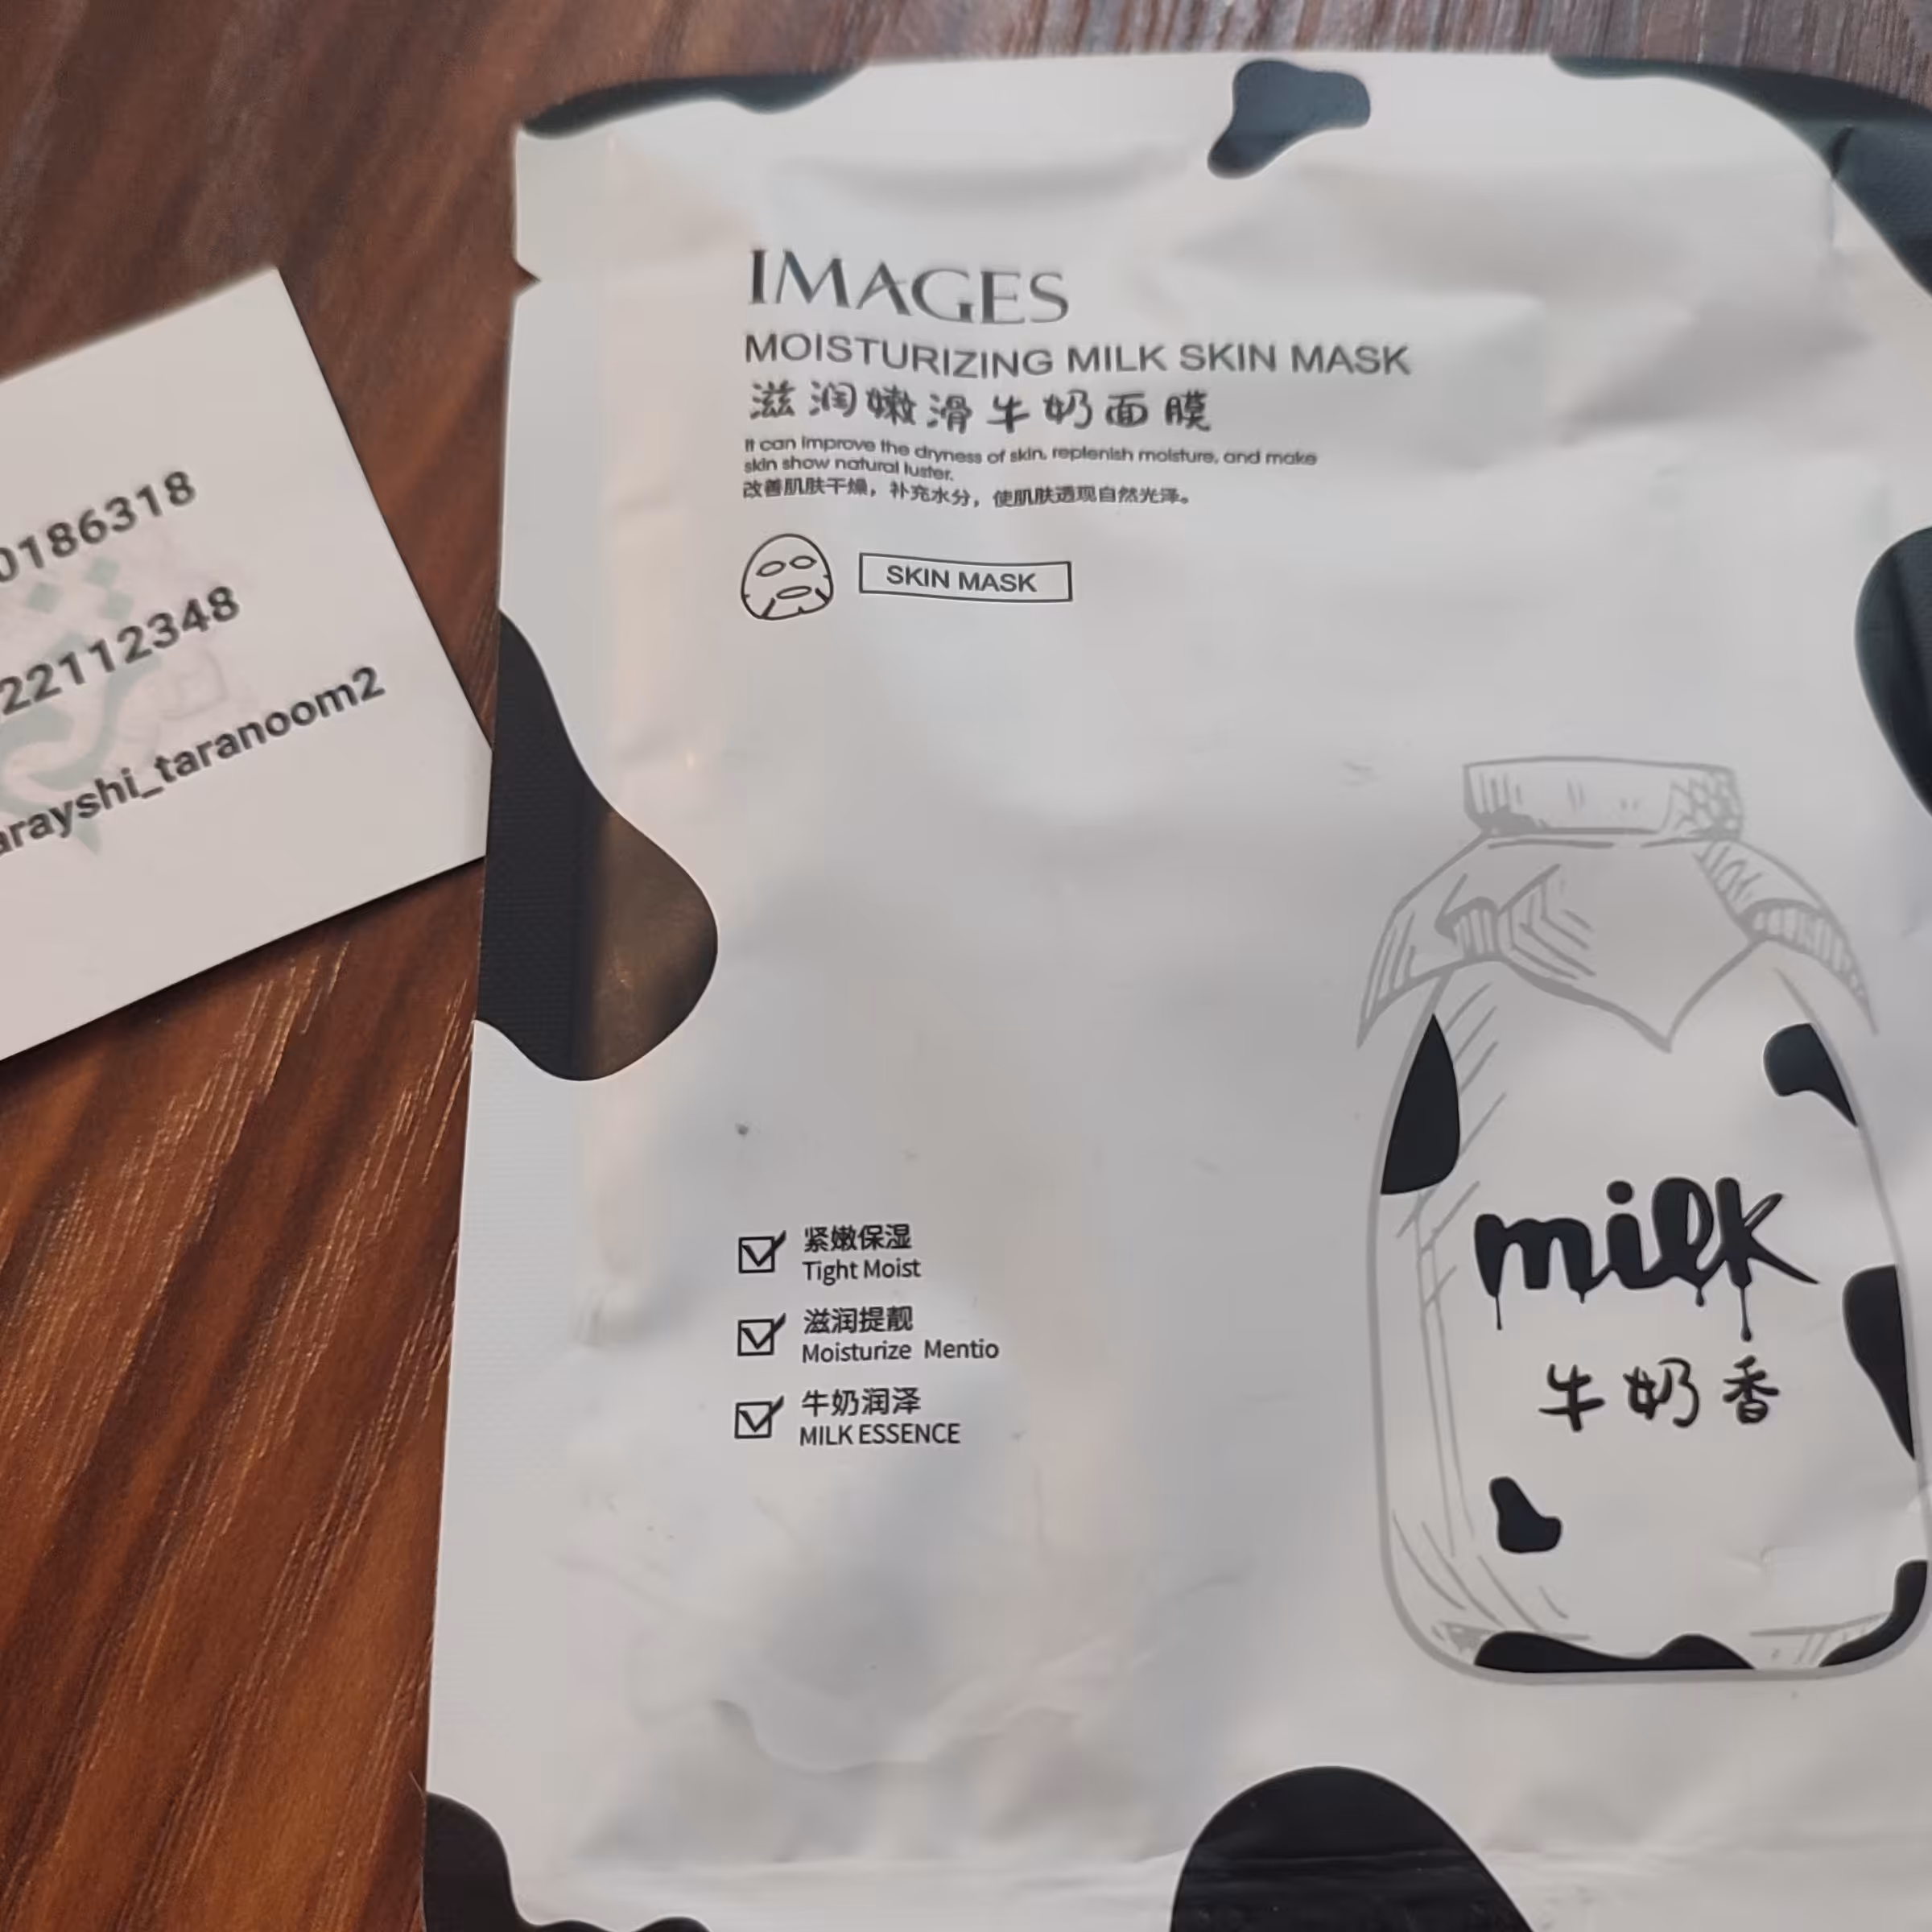 IMAGES
MOISTURIZING MILK SKIN MASK
滋润嫩滑牛奶面膜
It can improve the dryness of skin, replenish moisture, and make
skin show natural luster.
改善肌肤干燥，补充水分，使肌肤透现自然光泽。
SKIN MASK
紧嫩保湿
Tight Moist
滋润提靓
Moisturize Mentio
牛奶润泽
MILK ESSENCE
milk
牛奶香
0186318
22112348
arayshi_taranoom2